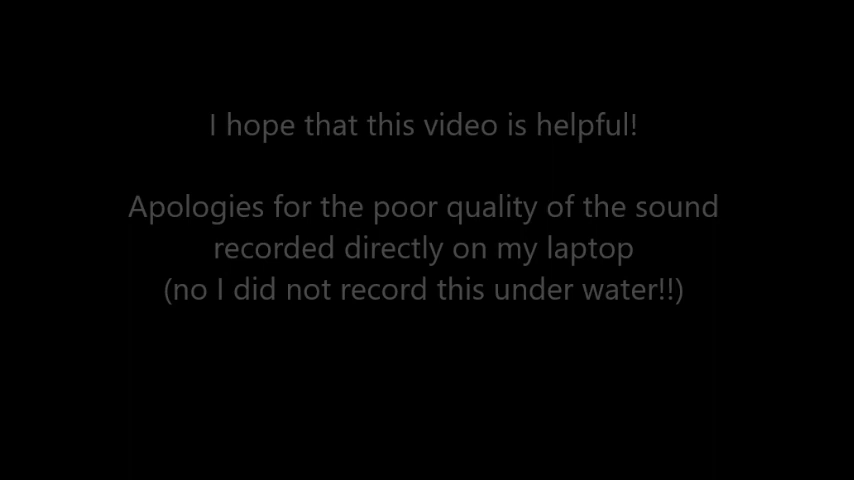 I hope that this video is helpful!
Apologies for the poor quality of the sound
recorded directly on my laptop
(no I did not record this under water!!)